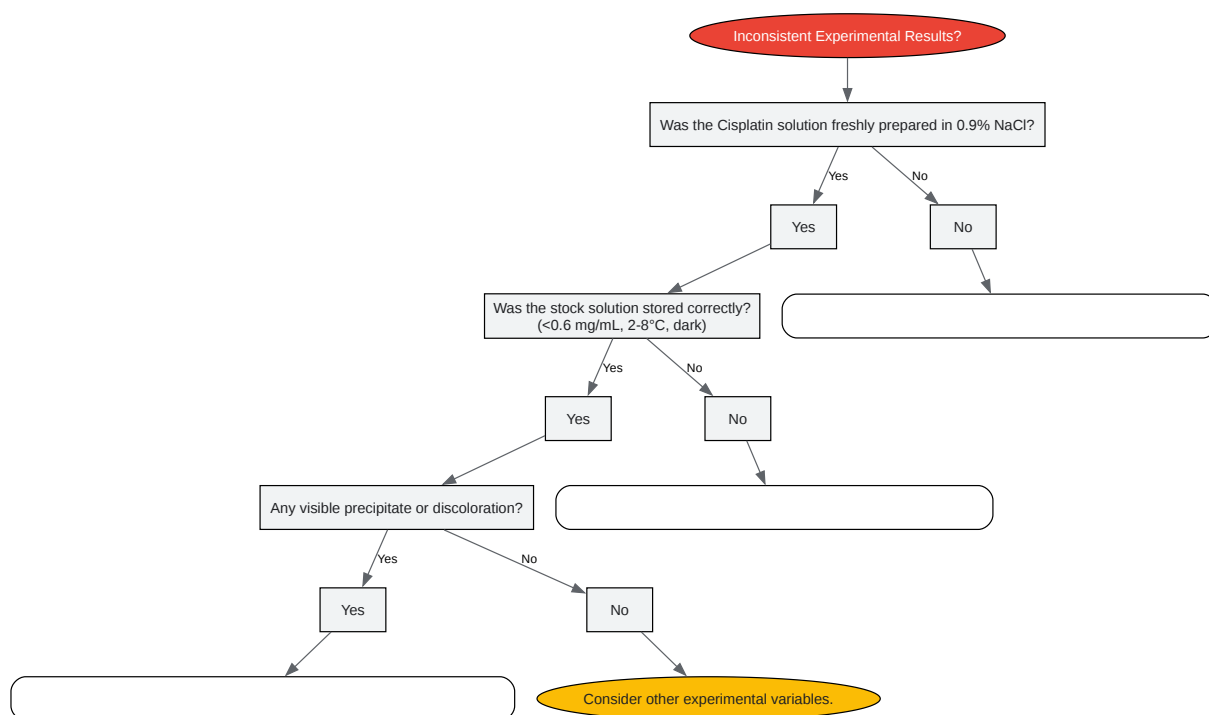 Inconsistent Experimental Results?
Was the Cisplatin solution freshly prepared in 0.9% NaCl?
Yes
No
Yes
No
Was the stock solution stored correctly?
(<0.6 mg/mL, 2-8°C, dark)
Yes
No
Yes
No
Any visible precipitate or discoloration?
Yes
No
Yes
No
Consider other experimental variables.